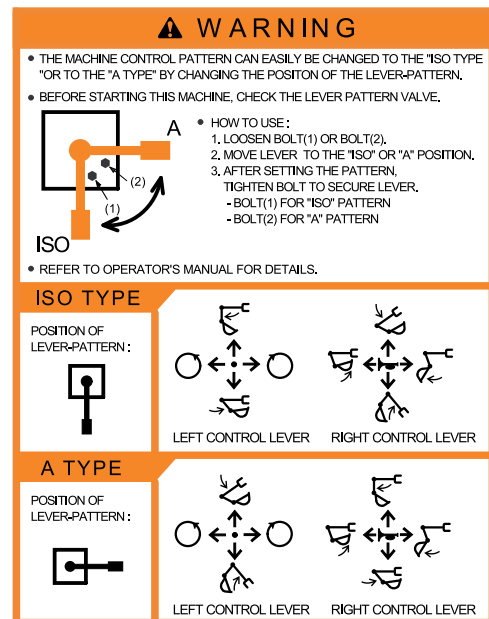 WARNING
• THE MACHINE CONTROL PATTERN CAN EASILY BE CHANGED TO THE "ISO TYPE
"OR TO THE "A TYPE" BY CHANGING THE POSITON OF THE LEVER-PATTERN.
• BEFORE STARTING THIS MACHINE, CHECK THE LEVER PATTERN VALVE.
A
(2)
(1)
ISO
• HOW TO USE :
1. LOOSEN BOLT(1) OR BOLT(2).
2. MOVE LEVER TO THE "ISO" OR "A" POSITION.
3. AFTER SETTING THE PATTERN,
TIGHTEN BOLT TO SECURE LEVER.
- BOLT(1) FOR "ISO" PATTERN
- BOLT(2) FOR "A" PATTERN
• REFER TO OPERATOR'S MANUAL FOR DETAILS.
ISO TYPE
POSITION OF
LEVER-PATTERN :
LEFT CONTROL LEVER
RIGHT CONTROL LEVER
A TYPE
POSITION OF
LEVER-PATTERN :
LEFT CONTROL LEVER
RIGHT CONTROL LEVER